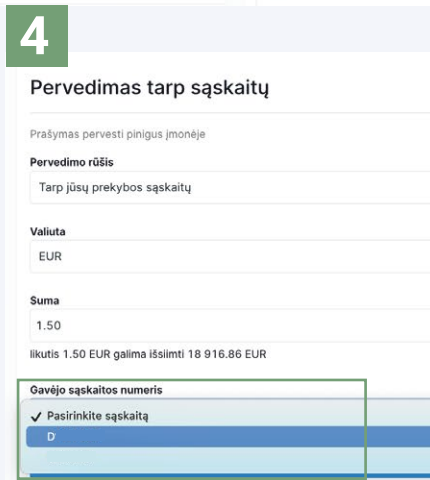 4
Pervedimas tarp sąskaitų
Prašymas pervesti pinigus įmonėje
Pervedimo rūšis
Tarp jūsų prekybos sąskaitų
Valiuta
EUR
Suma
1.50
likutis 1.50 EUR galima išsiimti 18 916.86 EUR
Gavėjo sąskaitos numeris
✓ Pasirinkite sąskaitą
D